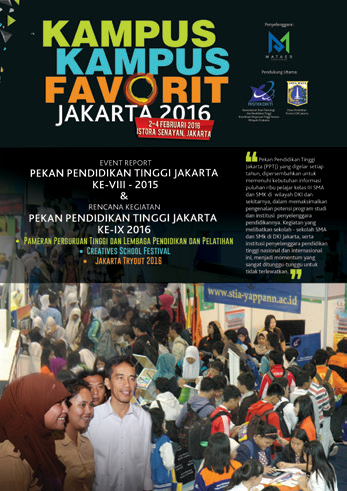 KAMPUS
KAMPUS
FAVORIT
JAKARTA 2016
2-4 FEBRUARI 2016
ISTORA SENAYAN, JAKARTA
Penyelenggara:
MATAER
Pendukung Utama:
RISTEKDIKTI
EVENT REPORT
PEKAN PENDIDIKAN TINGGI JAKARTA
KE-VIII - 2015
&
RENCANA KEGIATAN
PEKAN PENDIDIKAN TINGGI JAKARTA
KE-IX 2016
• PAMERAN PERGURUAN TINGGI DAN LEMBAGA PENDIDIKAN DAN PELATIHAN
• CREATIVES SCHOOL FESTIVAL
• JAKARTA TRYOUT 2016
"Pekan Pendidikan Tinggi
Jakarta (PPTJ) yang digelar setiap
tahun, dipersembahkan untuk
memenuhi kebutuhan informasi
puluhan ribu pelajar kelas III SMA
dan SMK di wilayah DKI dan
sekitarnya, dalam memaksimalkan
pengenalan potensi program studi
dan institusi penyelenggara
pendidikannya. Kegiatan yang
melibatkan sekolah - sekolah SMA
dan SMK di DKI Jakarta, serta
institusi penyelenggara pendidikan
tinggi nasional dan internasional
ini, menjadi momentum yang
sangat ditunggu-tunggu untuk
tidak terlewatkan."
www.stia-yappann.ac.id